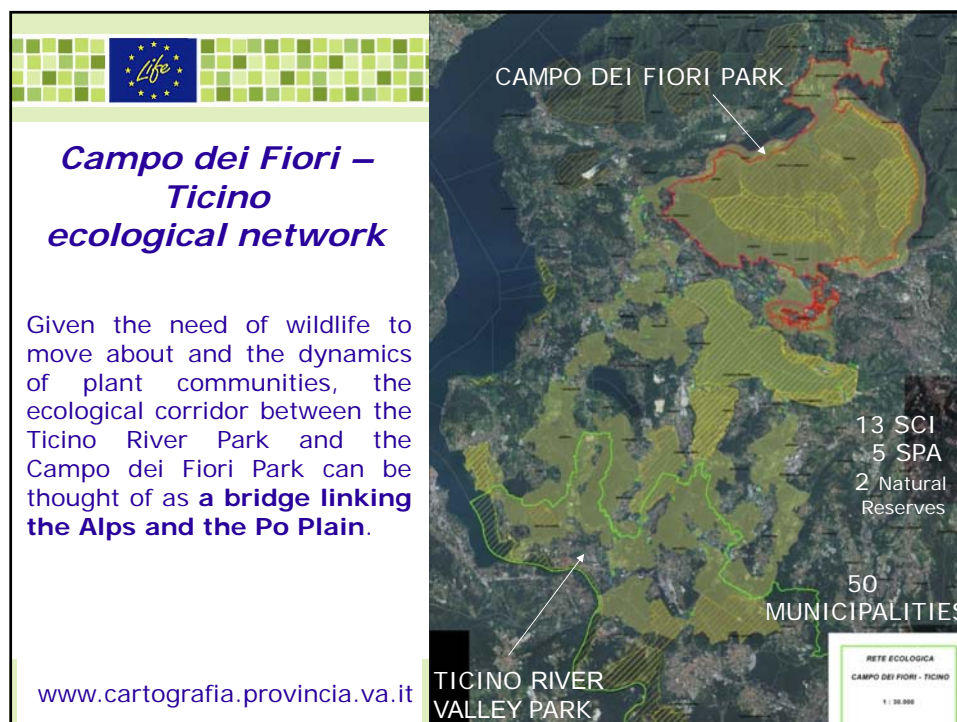 Life
Campo dei Fiori –
Ticino
ecological network
Given the need of wildlife to
move about and the dynamics
of plant communities, the
ecological corridor between the
Ticino River Park and the
Campo dei Fiori Park can be
thought of as a bridge linking
the Alps and the Po Plain.
www.cartografia.provincia.va.it
CAMPO DEI FIORI PARK
13 SCI
5 SPA
2 Natural
Reserves
50
MUNICIPALITIES
TICINO RIVER
VALLEY PARK
RETE ECOLOGICA
CAMPO DEI FIORI - TICINO
1 : 30.000